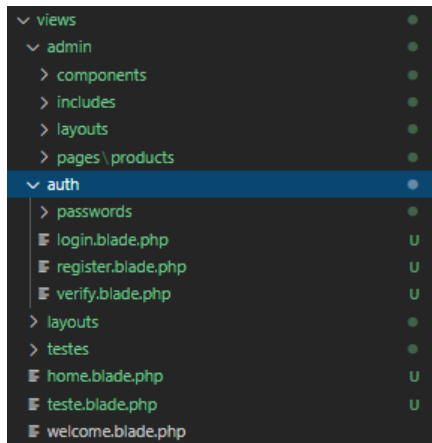 views
admin
components
includes
layouts
pages\products
auth
passwords
login.blade.php U
register.blade.php U
verify.blade.php U
layouts
testes
home.blade.php U
teste.blade.php U
welcome.blade.php